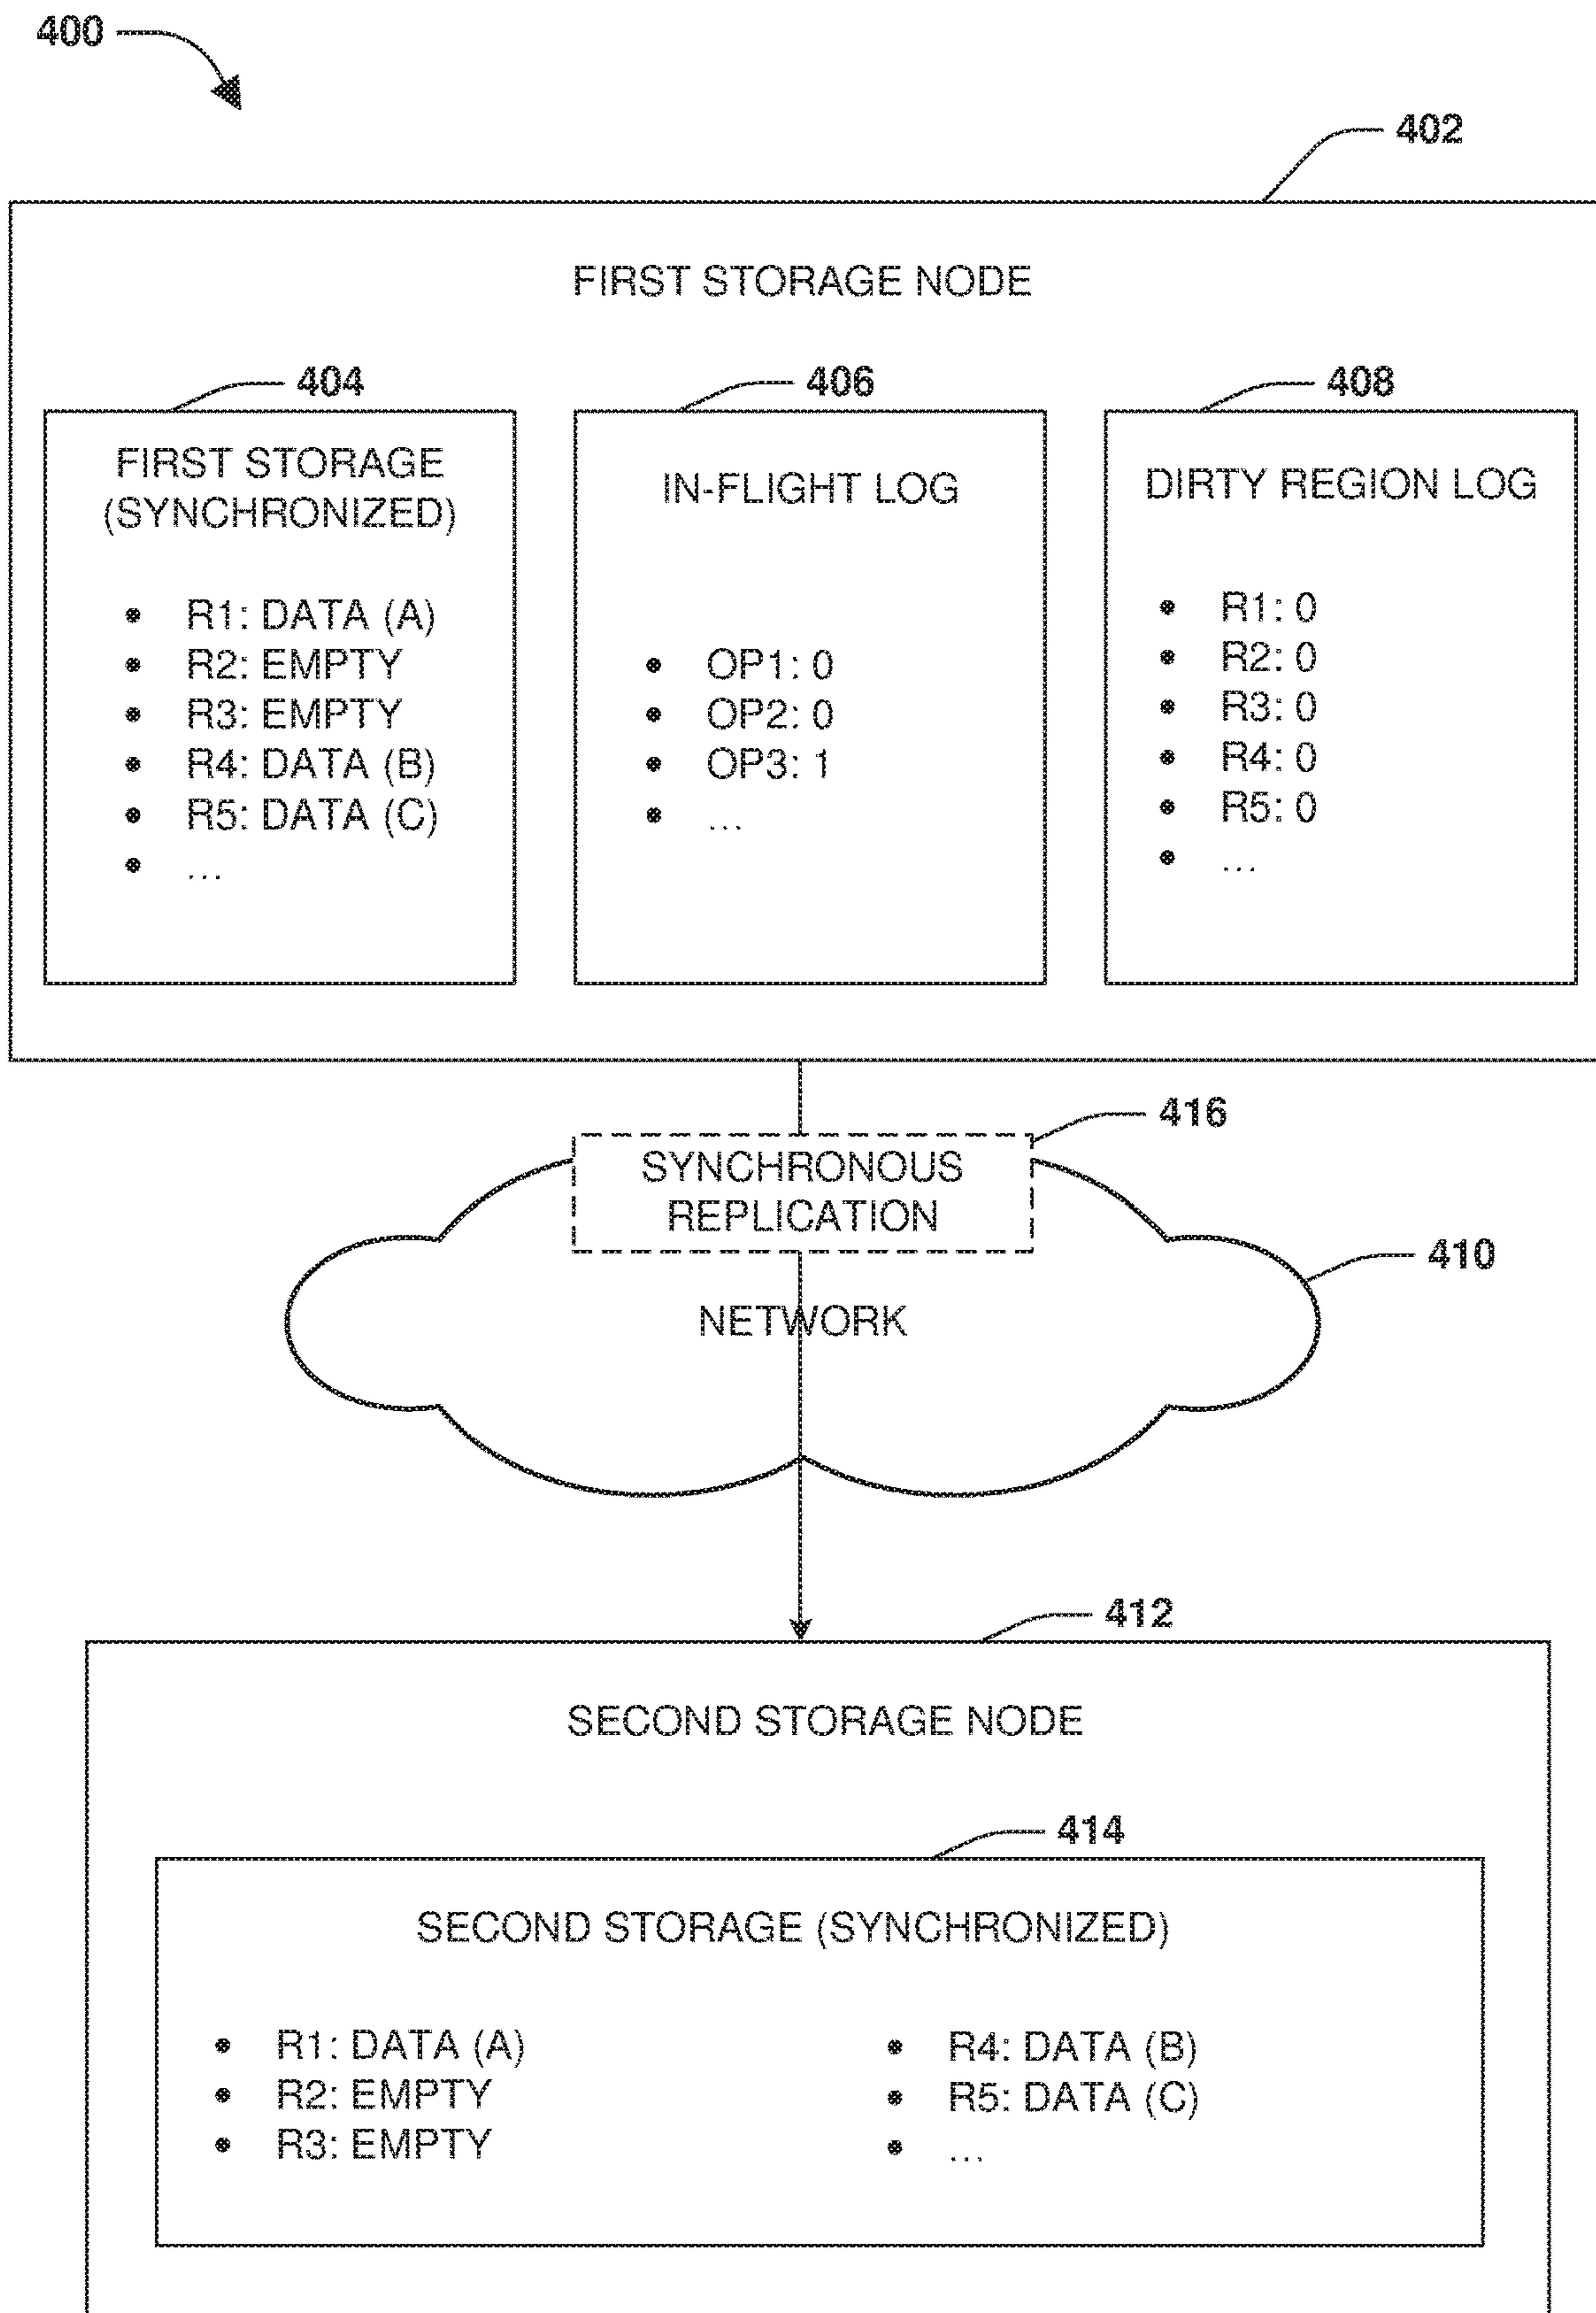 400
402
FIRST STORAGE NODE
404
FIRST STORAGE
(SYNCHRONIZED)
• R1: DATA (A)
• R2: EMPTY
• R3: EMPTY
• R4: DATA (B)
• R5: DATA (C)
• ...
406
IN-FLIGHT LOG
• OP1: 0
• OP2: 0
• OP3: 1
• ...
408
DIRTY REGION LOG
• R1: 0
• R2: 0
• R3: 0
• R4: 0
• R5: 0
• ...
416
SYNCHRONOUS
REPLICATION
410
NETWORK
412
SECOND STORAGE NODE
414
SECOND STORAGE (SYNCHRONIZED)
• R1: DATA (A)
• R2: EMPTY
• R3: EMPTY
• R4: DATA (B)
• R5: DATA (C)
• ...